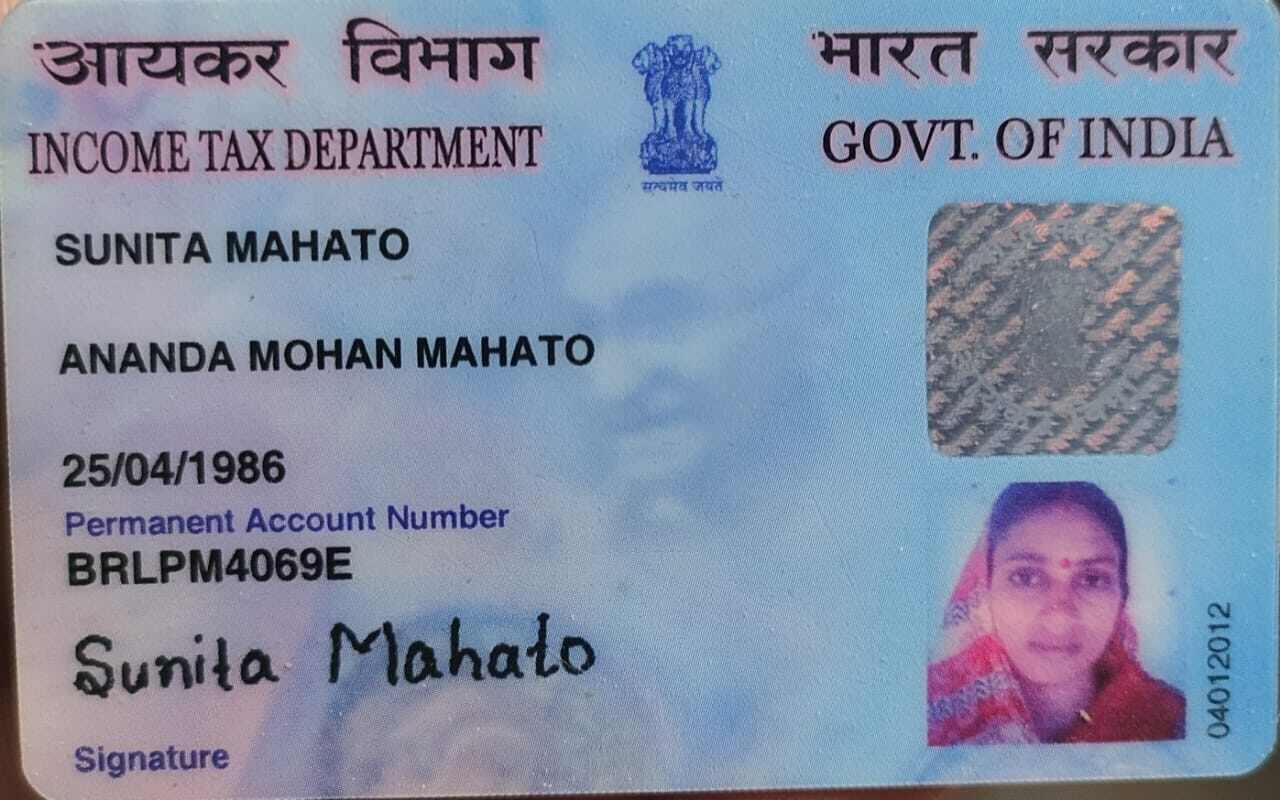 आयकर विभाग
INCOME TAX DEPARTMENT
सत्यमेव जयते
भारत सरकार
GOVT. OF INDIA
SUNITA MAHATO
ANANDA MOHAN MAHATO
25/04/1986
Permanent Account Number
BRLPM4069E
Sunita Mahato
Signature
04012012